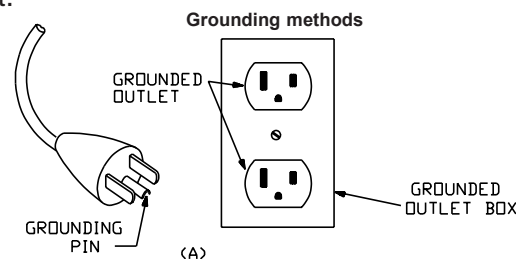 Grounding methods
GROUNDED
OUTLET
GROUNDED
OUTLET BOX
GROUNDING
PIN
(A)